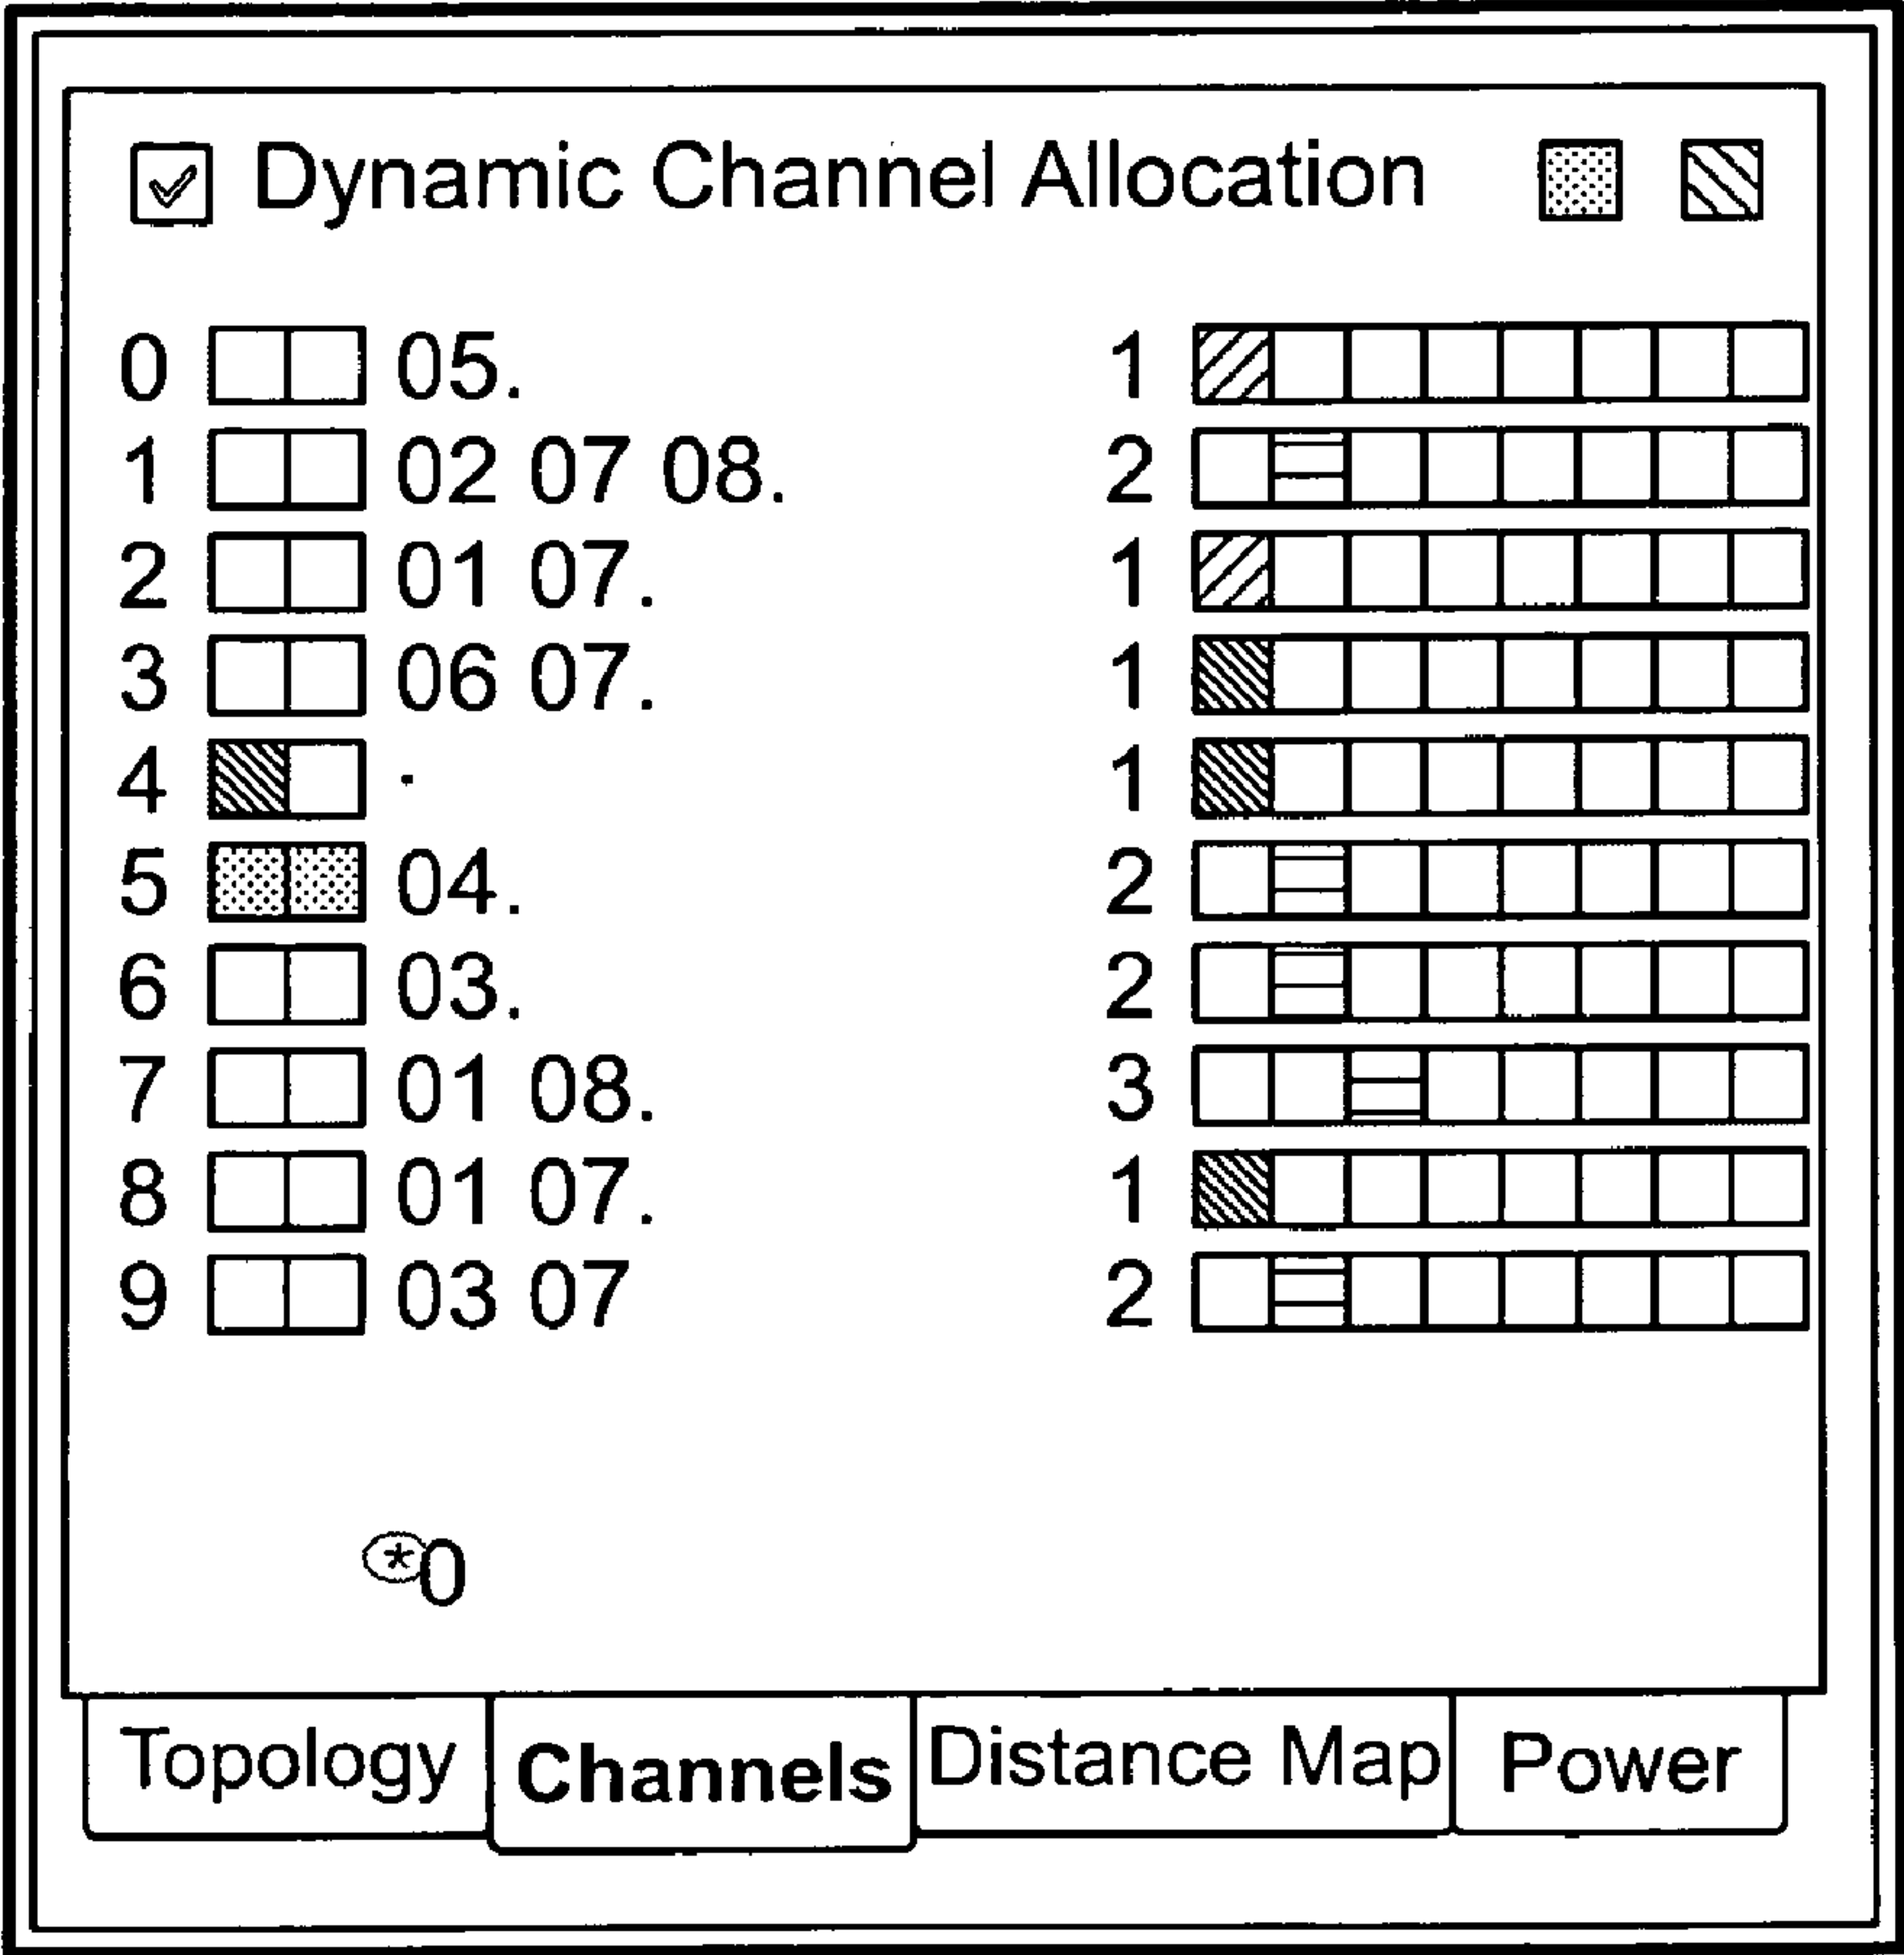 Dynamic Channel Allocation
0 05. 1
1 02 07 08. 2
2 01 07. 1
3 06 07. 1
4 . 1
5 04. 2
6 03. 2
7 01 08. 3
8 01 07. 1
9 03 07 2
*0
Topology Channels Distance Map Power